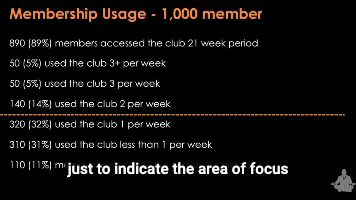 Membership Usage - 1,000 member
890 (89%) members accessed the club 21 week period
50 (5%) used the club 3+ per week
50 (5%) used the club 3 per week
140 (14%) used the club 2 per week
320 (32%) used the club 1 per week
310 (31%) used the club less than 1 per week
110 (11%)
just to indicate the area of focus